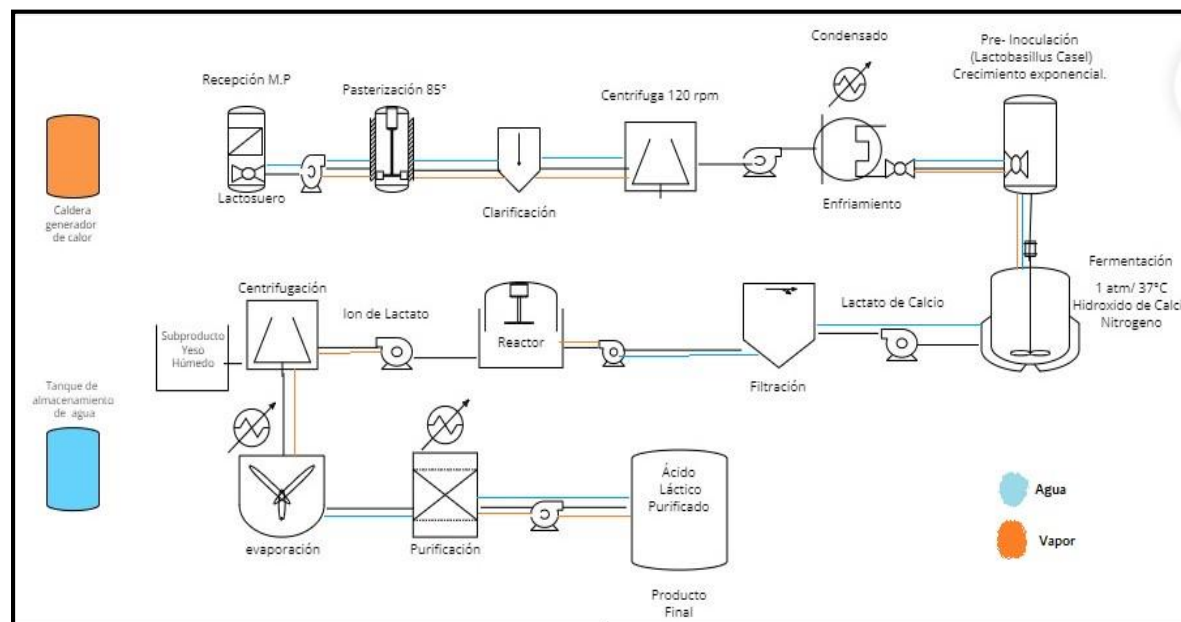 Recepción M.P
Pasterización 85°
Centrifuga 120 rpm
Condensado
Pre- Inoculación
(Lactobasillus Casel)
Crecimiento exponencial.
Lactosuero
Clarificación
Enfriamiento
Caldera
generador
de calor
Centrifugación
Ion de Lactato
Reactor
Lactato de Calcio
Fermentación
1 atm/ 37°C
Hidroxido de Calci
Nitrogeno
Subproducto
Yeso
Húmedo
Filtración
Tanque de
almacenamiento
de agua
evaporación
Purificación
Ácido
Láctico
Purificado
Producto
Final
Agua
Vapor